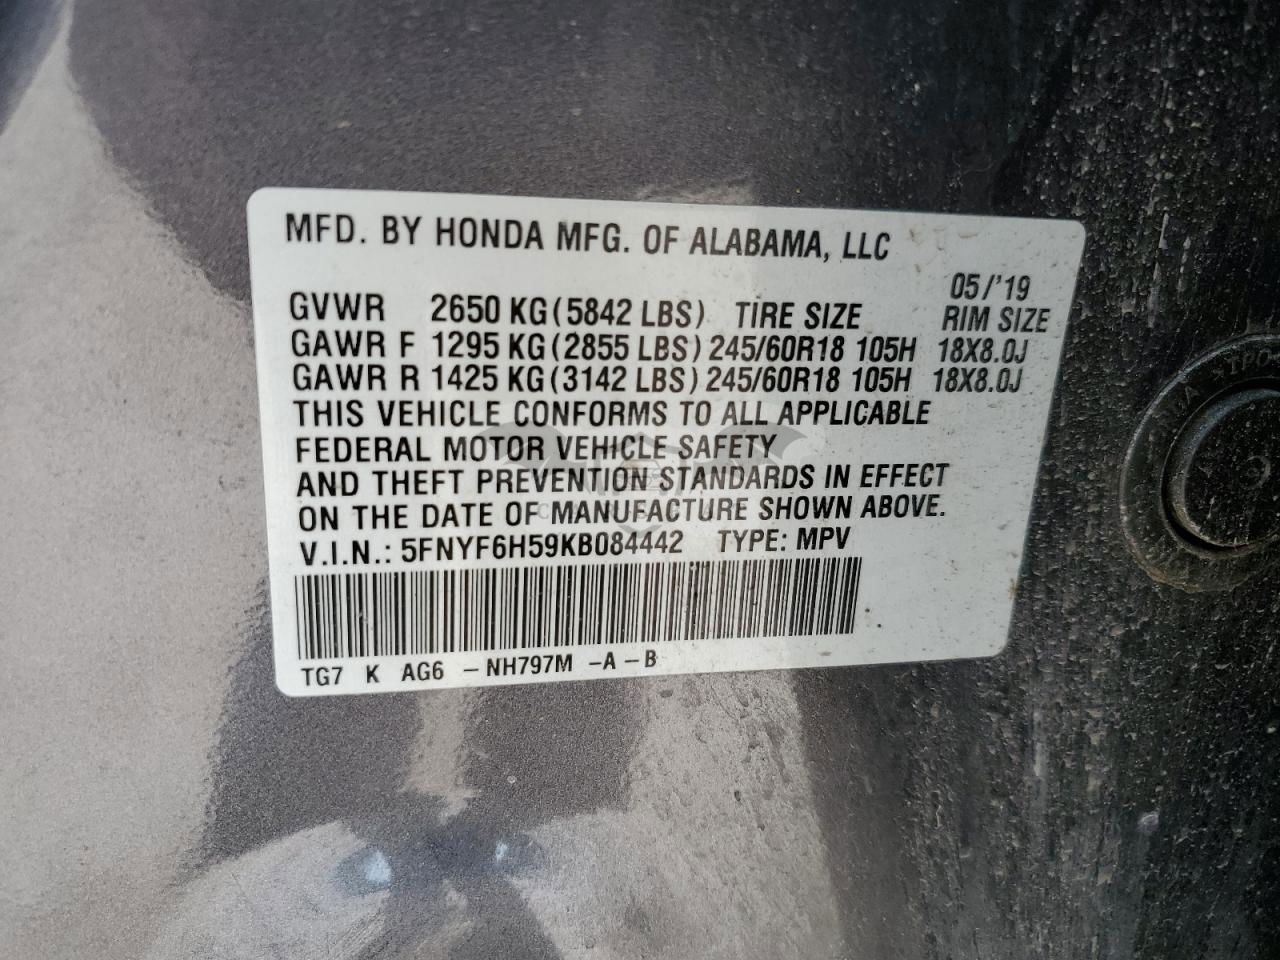 MFD. BY HONDA MFG. OF ALABAMA, LLC
05/'19
GVWR 2650 KG (5842 LBS) TIRE SIZE RIM SIZE
GAWR F 1295 KG (2855 LBS) 245/60R18 105H 18X8.0J
GAWR R 1425 KG (3142 LBS) 245/60R18 105H 18X8.0J
THIS VEHICLE CONFORMS TO ALL APPLICABLE
FEDERAL MOTOR VEHICLE SAFETY
AND THEFT PREVENTION STANDARDS IN EFFECT
ON THE DATE OF MANUFACTURE SHOWN ABOVE.
V.I.N.: 5FNYF6H59KB084442 TYPE: MPV
TG7 K AG6 -NH797M -A-B